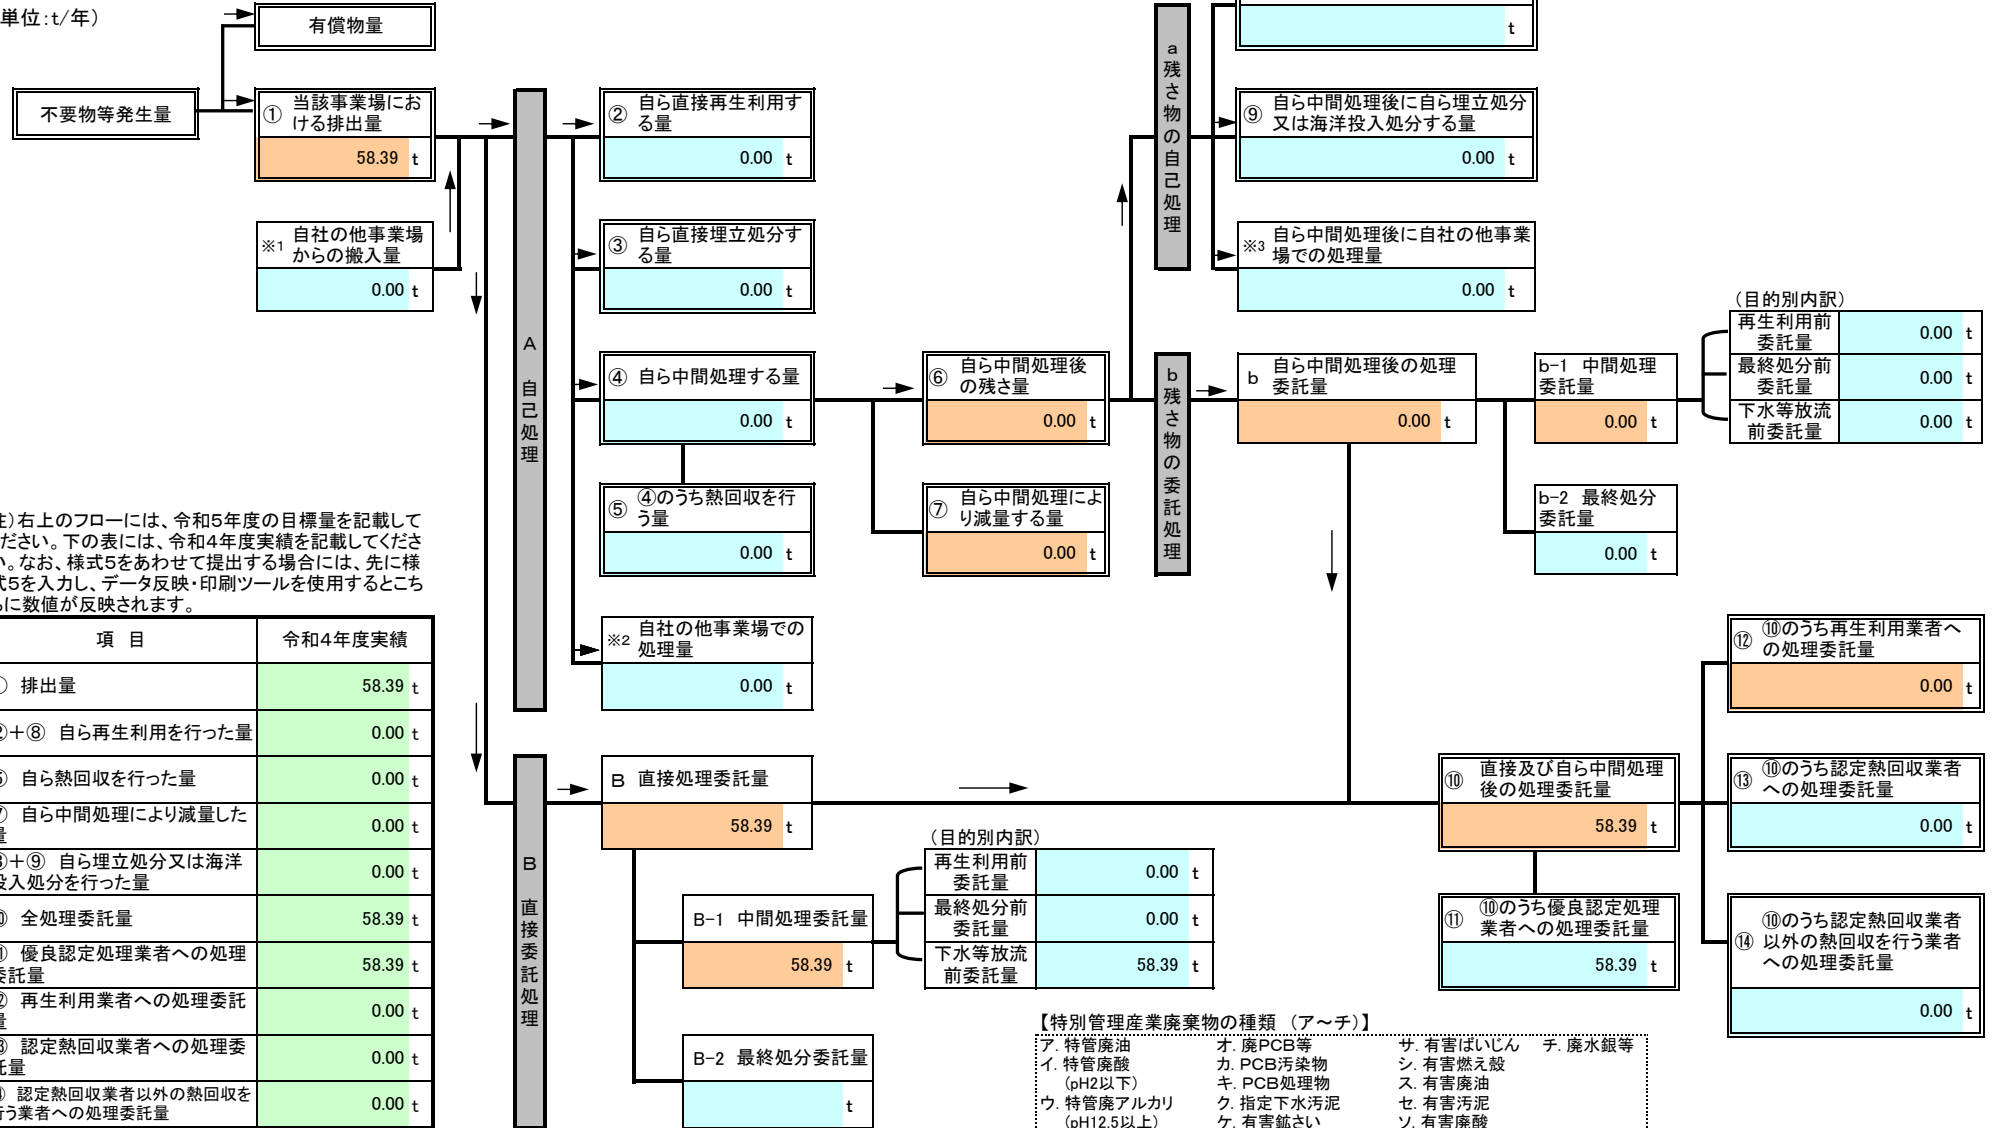 単位:t/年)
有償物量
不要物等発生量
① 当該事業場にお
ける排出量
58.39 t
※1 自社の他事業場
からの搬入量
0.00 t
A
自己処理
② 自ら直接再生利用す
る量
0.00 t
③ 自ら直接埋立処分す
る量
0.00 t
④ 自ら中間処理する量
0.00 t
⑤ ④のうち熱回収を行
う量
0.00 t
※2 自社の他事業場での
処理量
0.00 t
⑥ 自ら中間処理後
の残さ量
0.00 t
⑦ 自ら中間処理によ
り減量する量
0.00 t
a
残さ物の自己処理
t
⑨ 自ら中間処理後に自ら埋立処分
又は海洋投入処分する量
0.00 t
※3 自ら中間処理後に自社の他事業
場での処理量
0.00 t
b
残さ物の委託処理
b 自ら中間処理後の処理
委託量
0.00 t
b-1 中間処理
委託量
0.00 t
b-2 最終処分
委託量
0.00 t
(目的別内訳)
再生利用前
委託量 0.00 t
最終処分前
委託量 0.00 t
下水等放流
前委託量 0.00 t
)右上のフローには、令和5年度の目標量を記載して
ださい。下の表には、令和4年度実績を記載してくださ
。なお、様式5をあわせて提出する場合には、先に様
式5を入力し、データ反映・印刷ツールを使用するとこち
に数値が反映されます。
項 目 令和4年度実績
排出量 58.39 t
+⑧ 自ら再生利用を行った量 0.00 t
自ら熱回収を行った量 0.00 t
自ら中間処理により減量した
量 0.00 t
+⑨ 自ら埋立処分又は海洋
投入処分を行った量 0.00 t
全処理委託量 58.39 t
優良認定処理業者への処理
委託量 58.39 t
再生利用業者への処理委託
量 0.00 t
認定熱回収業者への処理委
託量 0.00 t
認定熱回収業者以外の熱回収を
行う業者への処理委託量 0.00 t
B
直接委託処理
B 直接処理委託量
58.39 t
B-1 中間処理委託量
58.39 t
B-2 最終処分委託量
t
(目的別内訳)
再生利用前
委託量 0.00 t
最終処分前
委託量 0.00 t
下水等放流
前委託量 58.39 t
⑩ 直接及び自ら中間処理
後の処理委託量
58.39 t
⑪ ⑩のうち優良認定処理
業者への処理委託量
58.39 t
⑫ ⑩のうち再生利用業者へ
の処理委託量
0.00 t
⑬ ⑩のうち認定熱回収業者
への処理委託量
0.00 t
⑭ ⑩のうち認定熱回収業者
以外の熱回収を行う業者
への処理委託量
0.00 t
【特別管理産業廃棄物の種類 (ア~チ)】
ア. 特管廃油 オ. 廃PCB等 サ. 有害ばいじん チ. 廃水銀等
イ. 特管廃酸 カ. PCB汚染物 シ. 有害燃え殻
(pH2以下) キ. PCB処理物 ス. 有害廃油
ウ. 特管廃アルカリ ク. 指定下水汚泥 セ. 有害汚泥
(pH12.5以上) ケ. 有害鉱さい ソ. 有害廃酸